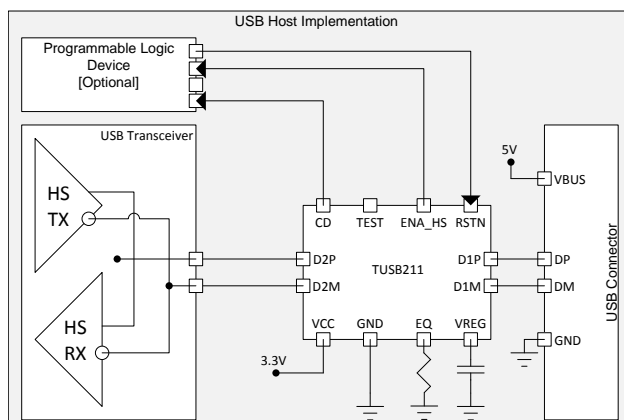 USB Host Implementation
Programmable Logic
Device
[Optional]
USB Transceiver
HS
TX
HS
RX
CD
TEST
ENA_HS
RSTN
D2P
D2M
TUSB211
D1P
D1M
VCC
GND
EQ
VREG
3.3V
5V
VBUS
DP
DM
GND
USB Connector